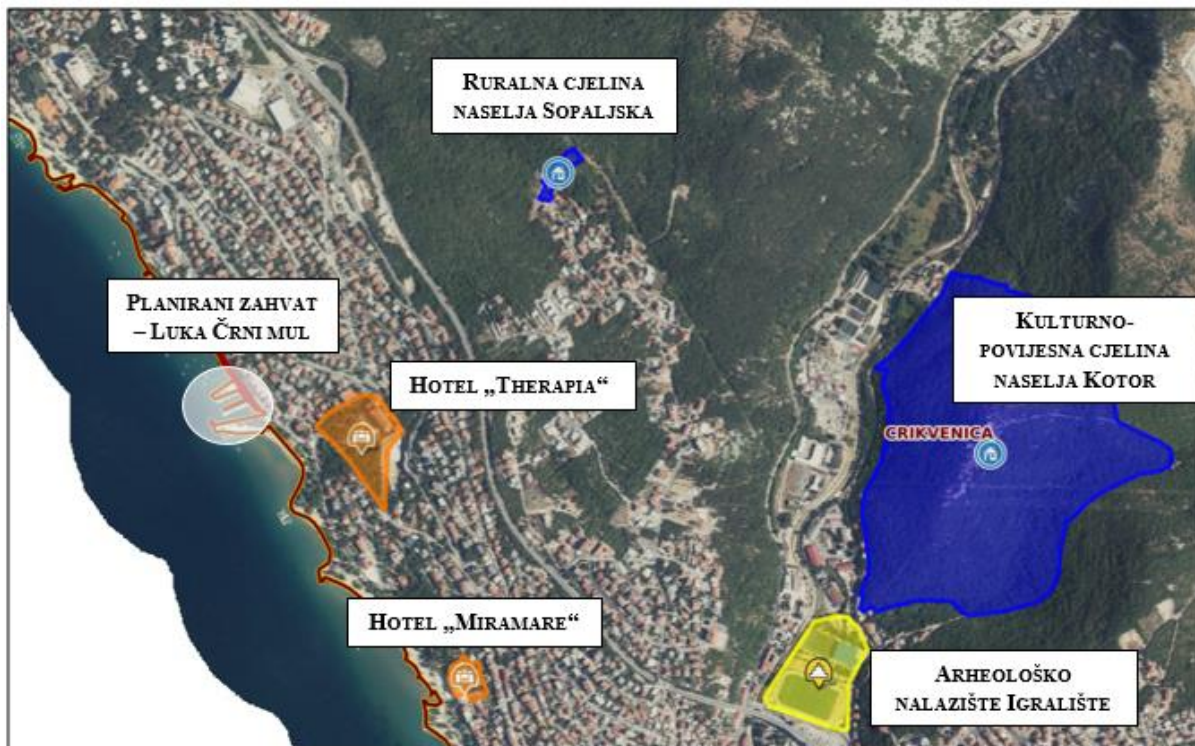 RURALNA CJELINA
NASELJA SOPALJSKA
PLANIRANI ZAHVAT
– LUKA ČRNI MUL
HOTEL „THERAPIA“
KULTURNO-
POVIJESNA CJELINA
NASELJA KOTOR
CRIKVENICA
HOTEL „MIRAMARE“
ARHEOLOŠKO
NALAZIŠTE IGRALIŠTE